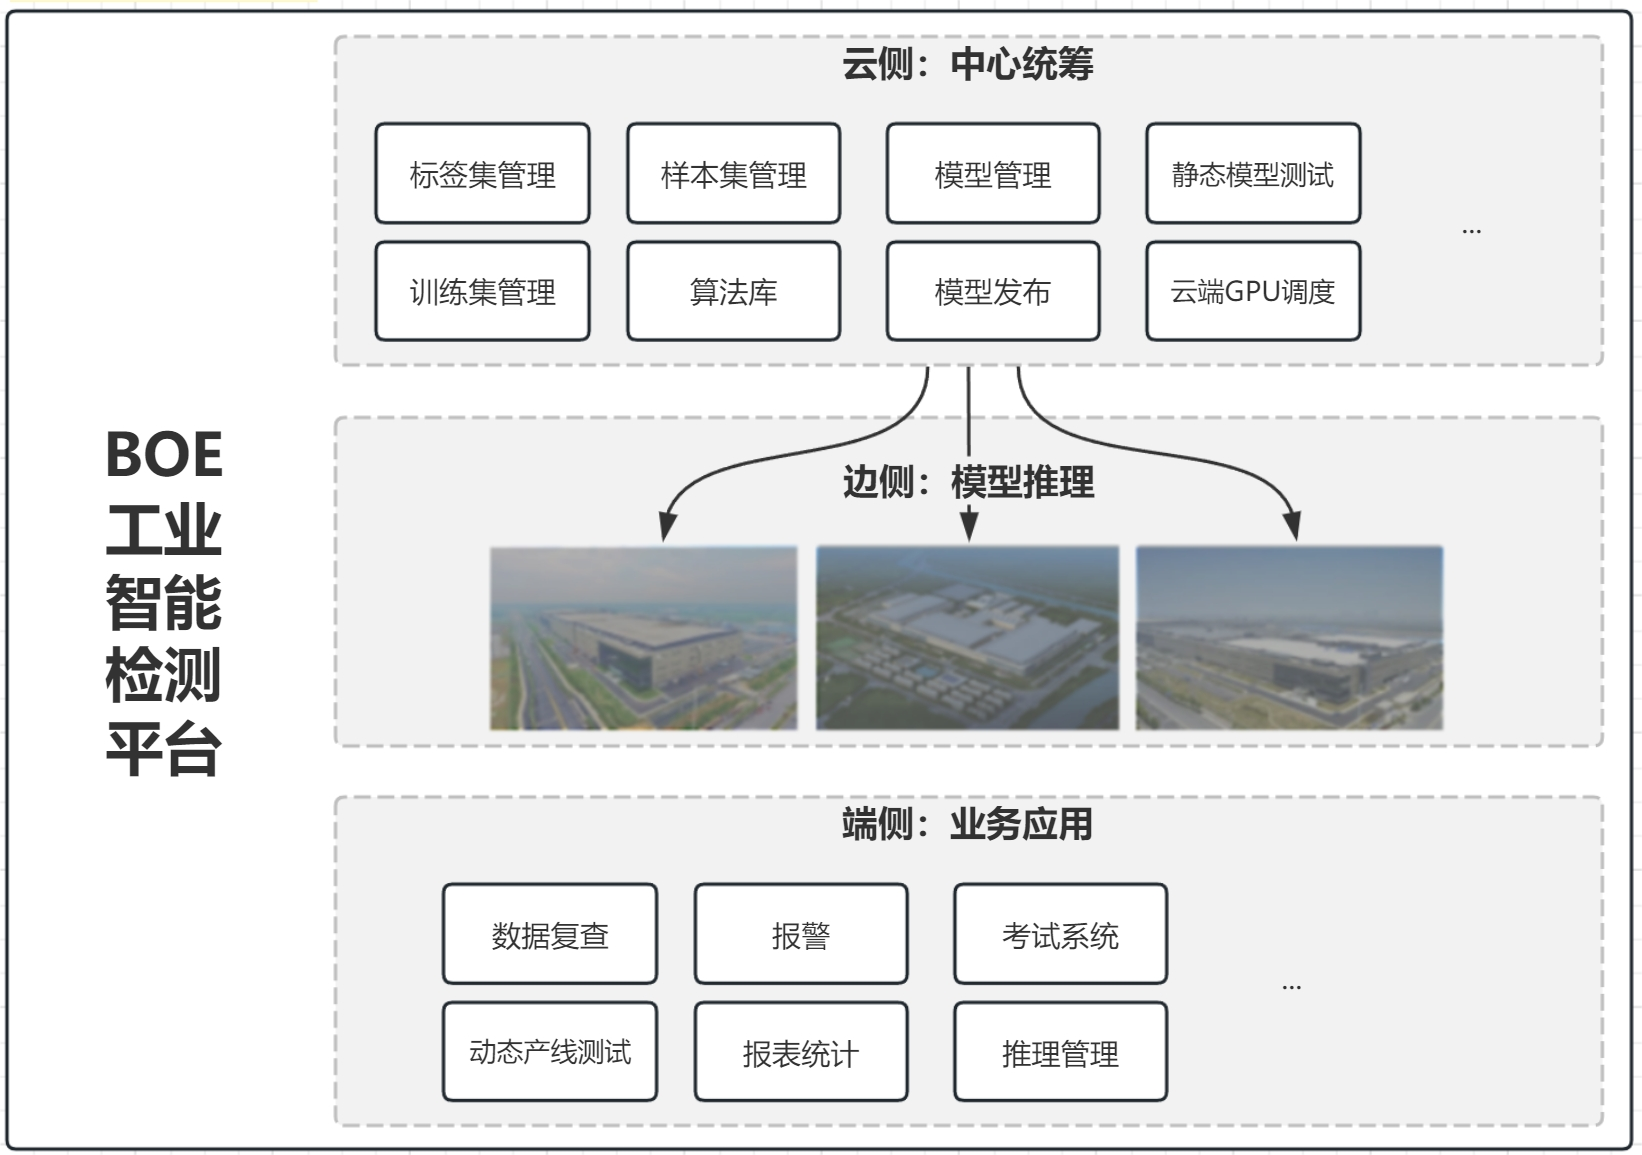 云侧：中心统筹
标签集管理
样本集管理
模型管理
静态模型测试
...
训练集管理
算法库
模型发布
云端GPU调度
BOE
工业
智能
检测
平台
边侧：模型推理
端侧：业务应用
数据复查
报警
考试系统
...
动态产线测试
报表统计
推理管理